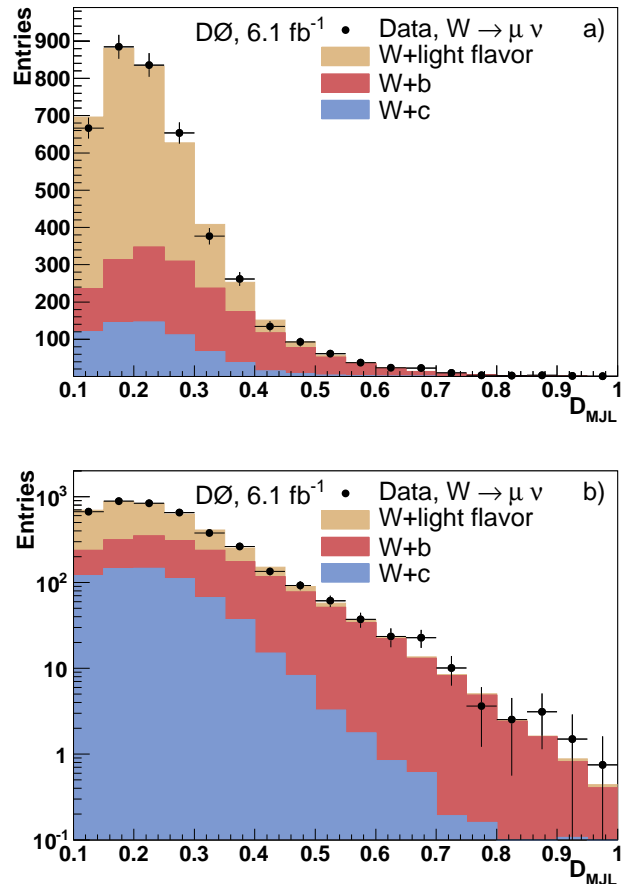 Entries
900
800
700
600
500
400
300
200
100
DØ, 6.1 fb⁻¹
Data, W → μ ν
a)
W+light flavor
W+b
W+c
0.1 0.2 0.3 0.4 0.5 0.6 0.7 0.8 0.9 1
D_MJL
Entries
10³
10²
10
1
10⁻¹
DØ, 6.1 fb⁻¹
Data, W → μ ν
b)
W+light flavor
W+b
W+c
0.1 0.2 0.3 0.4 0.5 0.6 0.7 0.8 0.9 1
D_MJL